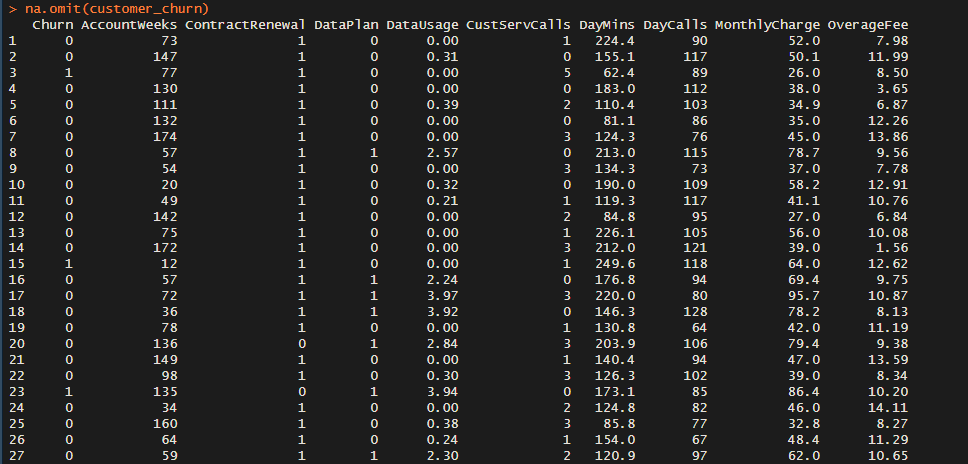 > na.omit(customer_churn)
Churn AccountWeeks ContractRenewal DataPlan DataUsage CustServCalls DayMins DayCalls MonthlyCharge OverageFee
1 0 73 1 0 0.00 1 224.4 90 52.0 7.98
2 0 147 1 0 0.31 0 155.1 117 50.1 11.99
3 1 77 1 0 0.00 5 62.4 89 26.0 8.50
4 0 130 1 0 0.00 0 183.0 112 38.0 3.65
5 0 111 1 0 0.39 2 110.4 103 34.9 6.87
6 0 132 1 0 0.00 0 81.1 86 35.0 12.26
7 0 174 1 0 0.00 3 124.3 76 45.0 13.86
8 0 57 1 1 2.57 0 213.0 115 78.7 9.56
9 0 54 1 0 0.00 3 134.3 73 37.0 7.78
10 0 20 1 0 0.32 0 190.0 109 58.2 12.91
11 0 49 1 0 0.21 1 119.3 117 41.1 10.76
12 0 142 1 0 0.00 2 84.8 95 27.0 6.84
13 0 75 1 0 0.00 1 226.1 105 56.0 10.08
14 0 172 1 0 0.00 3 212.0 121 39.0 1.56
15 1 12 1 0 0.00 1 249.6 118 64.0 12.62
16 0 57 1 1 2.24 0 176.8 94 69.4 9.75
17 0 72 1 1 3.97 3 220.0 80 95.7 10.87
18 0 36 1 1 3.92 0 146.3 128 78.2 8.13
19 0 78 1 0 0.00 1 130.8 64 42.0 11.19
20 0 136 0 1 2.84 3 203.9 106 79.4 9.38
21 0 149 1 0 0.00 1 140.4 94 47.0 13.59
22 0 98 1 0 0.30 3 126.3 102 39.0 8.34
23 1 135 0 1 3.94 0 173.1 85 86.4 10.20
24 0 34 1 0 0.00 2 124.8 82 46.0 14.11
25 0 160 1 0 0.38 3 85.8 77 32.8 8.27
26 0 64 1 0 0.24 1 154.0 67 48.4 11.29
27 0 59 1 1 2.30 2 120.9 97 62.0 10.65